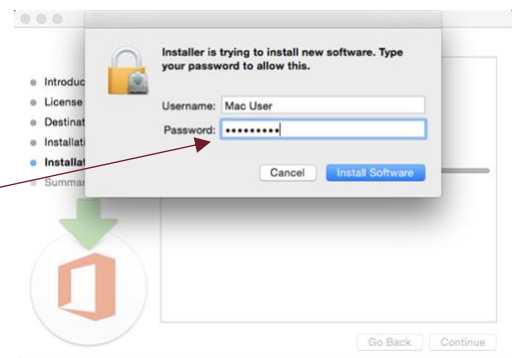 Installer is trying to install new software. Type
your password to allow this.
Introduc
License
Username: Mac User
Destinat
Password: •••••••••
Installati
Installat
Cancel Install Software
Summar
Go Back Continue